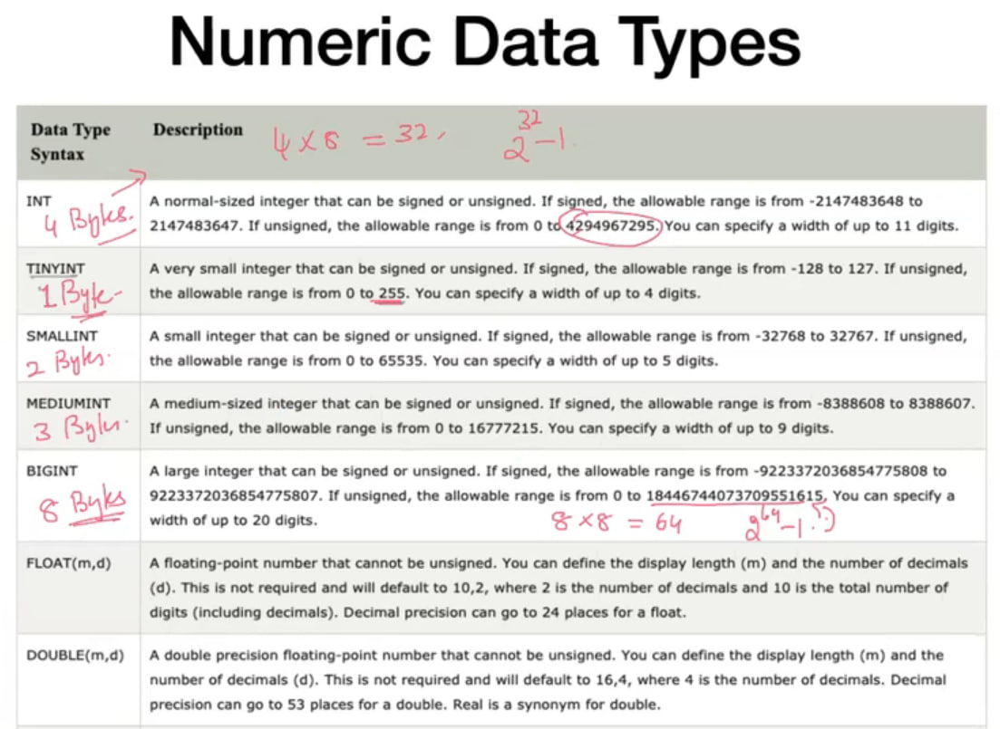 Numeric Data Types
Data Type
Syntax
Description
4 x 8 = 32,
2^32 - 1.
INT
4 Bytes.
A normal-sized integer that can be signed or unsigned. If signed, the allowable range is from -2147483648 to
2147483647. If unsigned, the allowable range is from 0 to 4294967295. You can specify a width of up to 11 digits.
TINYINT
1 Byte-
A very small integer that can be signed or unsigned. If signed, the allowable range is from -128 to 127. If unsigned,
the allowable range is from 0 to 255. You can specify a width of up to 4 digits.
SMALLINT
2 Bytes.
A small integer that can be signed or unsigned. If signed, the allowable range is from -32768 to 32767. If unsigned,
the allowable range is from 0 to 65535. You can specify a width of up to 5 digits.
MEDIUMINT
3 Bytes.
A medium-sized integer that can be signed or unsigned. If signed, the allowable range is from -8388608 to 8388607.
If unsigned, the allowable range is from 0 to 16777215. You can specify a width of up to 9 digits.
BIGINT
8 Bytes
A large integer that can be signed or unsigned. If signed, the allowable range is from -9223372036854775808 to
9223372036854775807. If unsigned, the allowable range is from 0 to 18446744073709551615. You can specify a
width of up to 20 digits.
8 x 8 = 64
2^64 - 1.
FLOAT(m,d)
A floating-point number that cannot be unsigned. You can define the display length (m) and the number of decimals
(d). This is not required and will default to 10,2, where 2 is the number of decimals and 10 is the total number of
digits (including decimals). Decimal precision can go to 24 places for a float.
DOUBLE(m,d)
A double precision floating-point number that cannot be unsigned. You can define the display length (m) and the
number of decimals (d). This is not required and will default to 16,4, where 4 is the number of decimals. Decimal
precision can go to 53 places for a double. Real is a synonym for double.